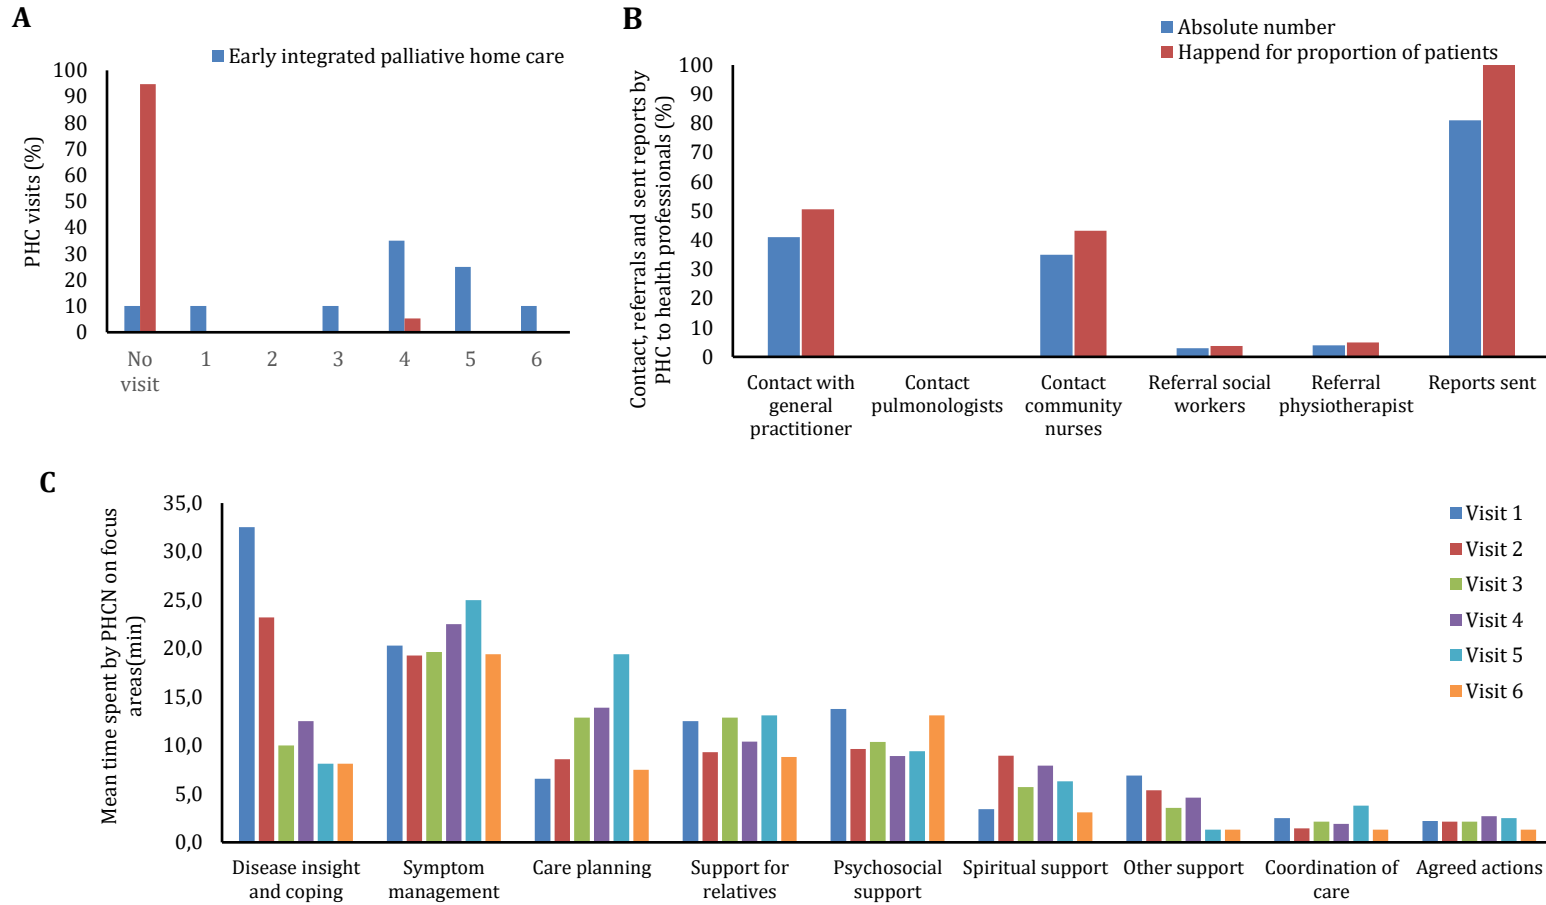 A
Early integrated palliative home care
PHC visits (%)
100
90
80
70
60
50
40
30
20
10
0
No
visit
1
2
3
4
5
6
B
Absolute number
Happend for proportion of patients
Contact, referrals and sent reports by
PHC to health professionals (%)
100
90
80
70
60
50
40
30
20
10
0
Contact with
general
practitioner
Contact
pulmonologists
Contact
community
nurses
Referral social
workers
Referral
physiotherapist
Reports sent
C
Mean time spent by PHCN on focus
areas(min)
35,0
30,0
25,0
20,0
15,0
10,0
5,0
0,0
Visit 1
Visit 2
Visit 3
Visit 4
Visit 5
Visit 6
Disease insight
and coping
Symptom
management
Care planning
Support for
relatives
Psychosocial
support
Spiritual support
Other support
Coordination of
care
Agreed actions